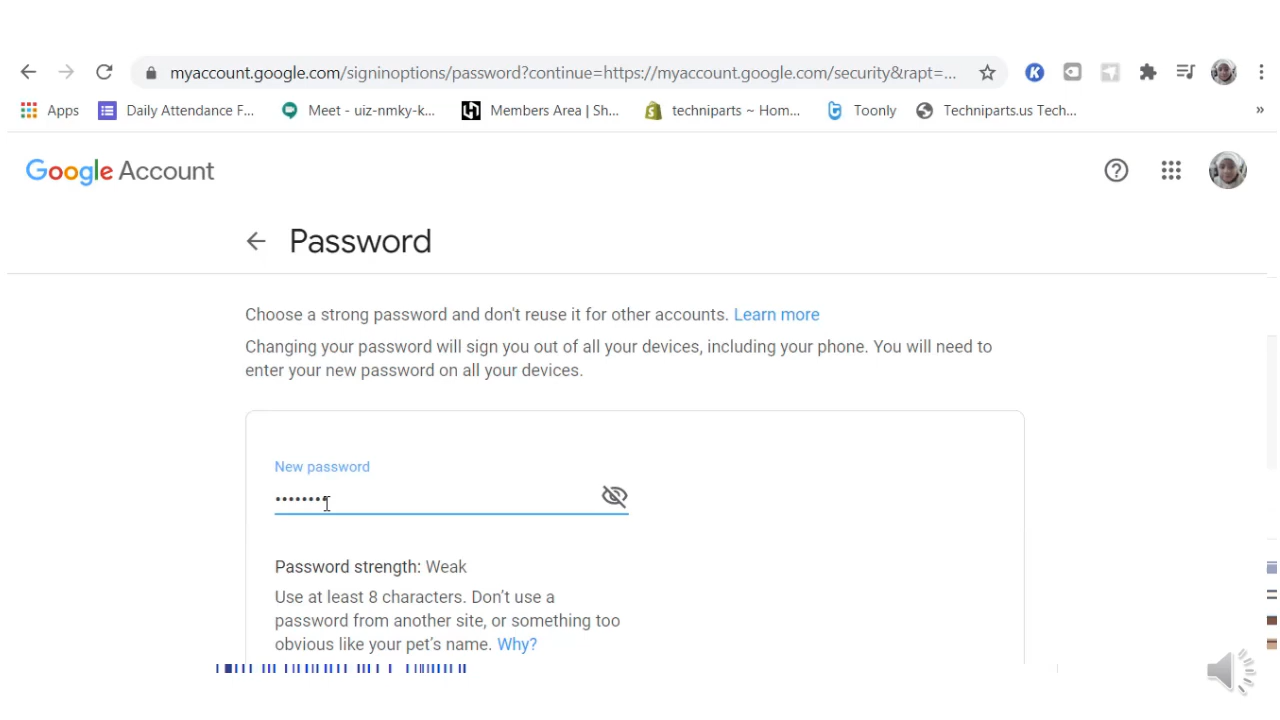 myaccount.google.com/signinoptions/password?continue=https://myaccount.google.com/security&rapt=...
Apps Daily Attendance F... Meet - uiz-nmky-k... Members Area | Sh... techniparts ~ Hom... Toonly Techniparts.us Tech... »
Google Account
Password
Choose a strong password and don't reuse it for other accounts. Learn more
Changing your password will sign you out of all your devices, including your phone. You will need to
enter your new password on all your devices.
New password
Password strength: Weak
Use at least 8 characters. Don't use a
password from another site, or something too
obvious like your pet's name. Why?